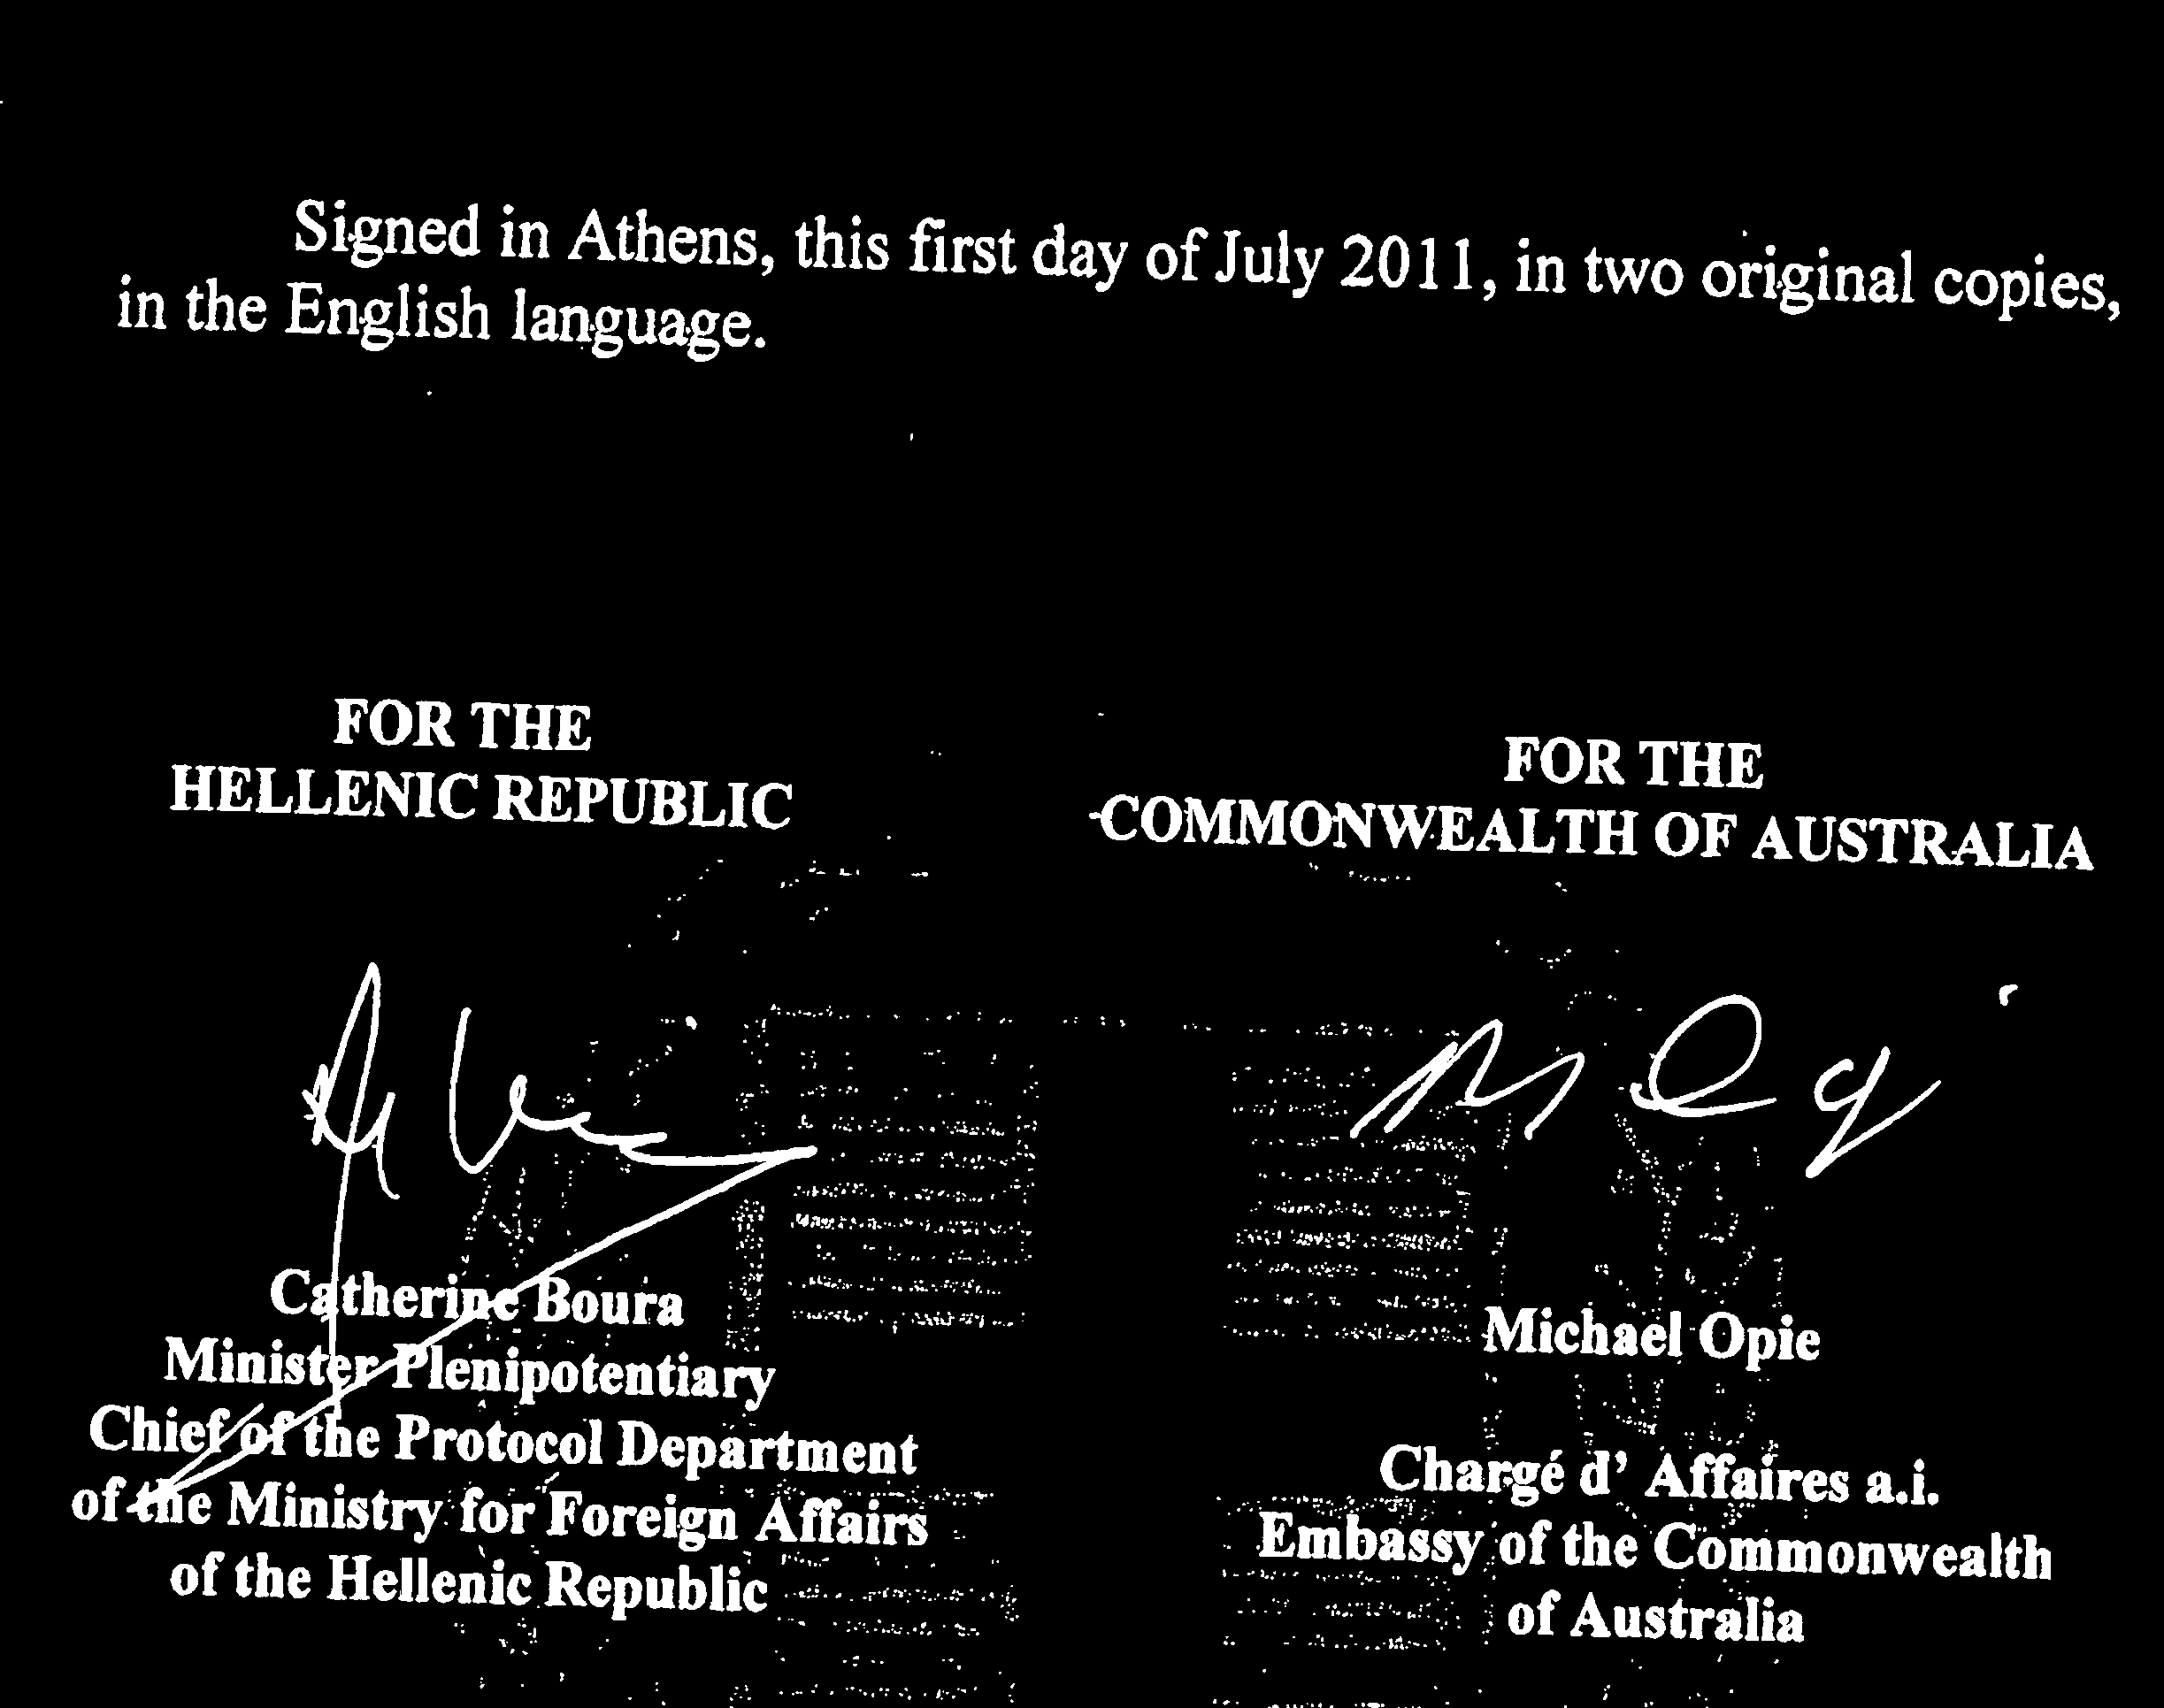 Signed in Athens, this first day of July 2011, in two original copies,
in the English language.
FOR THE
HELLENIC REPUBLIC
Catherine Boura
Minister Plenipotentiary
Chief of the Protocol Department
of the Ministry for Foreign Affairs
of the Hellenic Republic
FOR THE
COMMONWEALTH OF AUSTRALIA
Michael Opie
Chargé d' Affaires a.i.
Embassy of the Commonwealth
of Australia